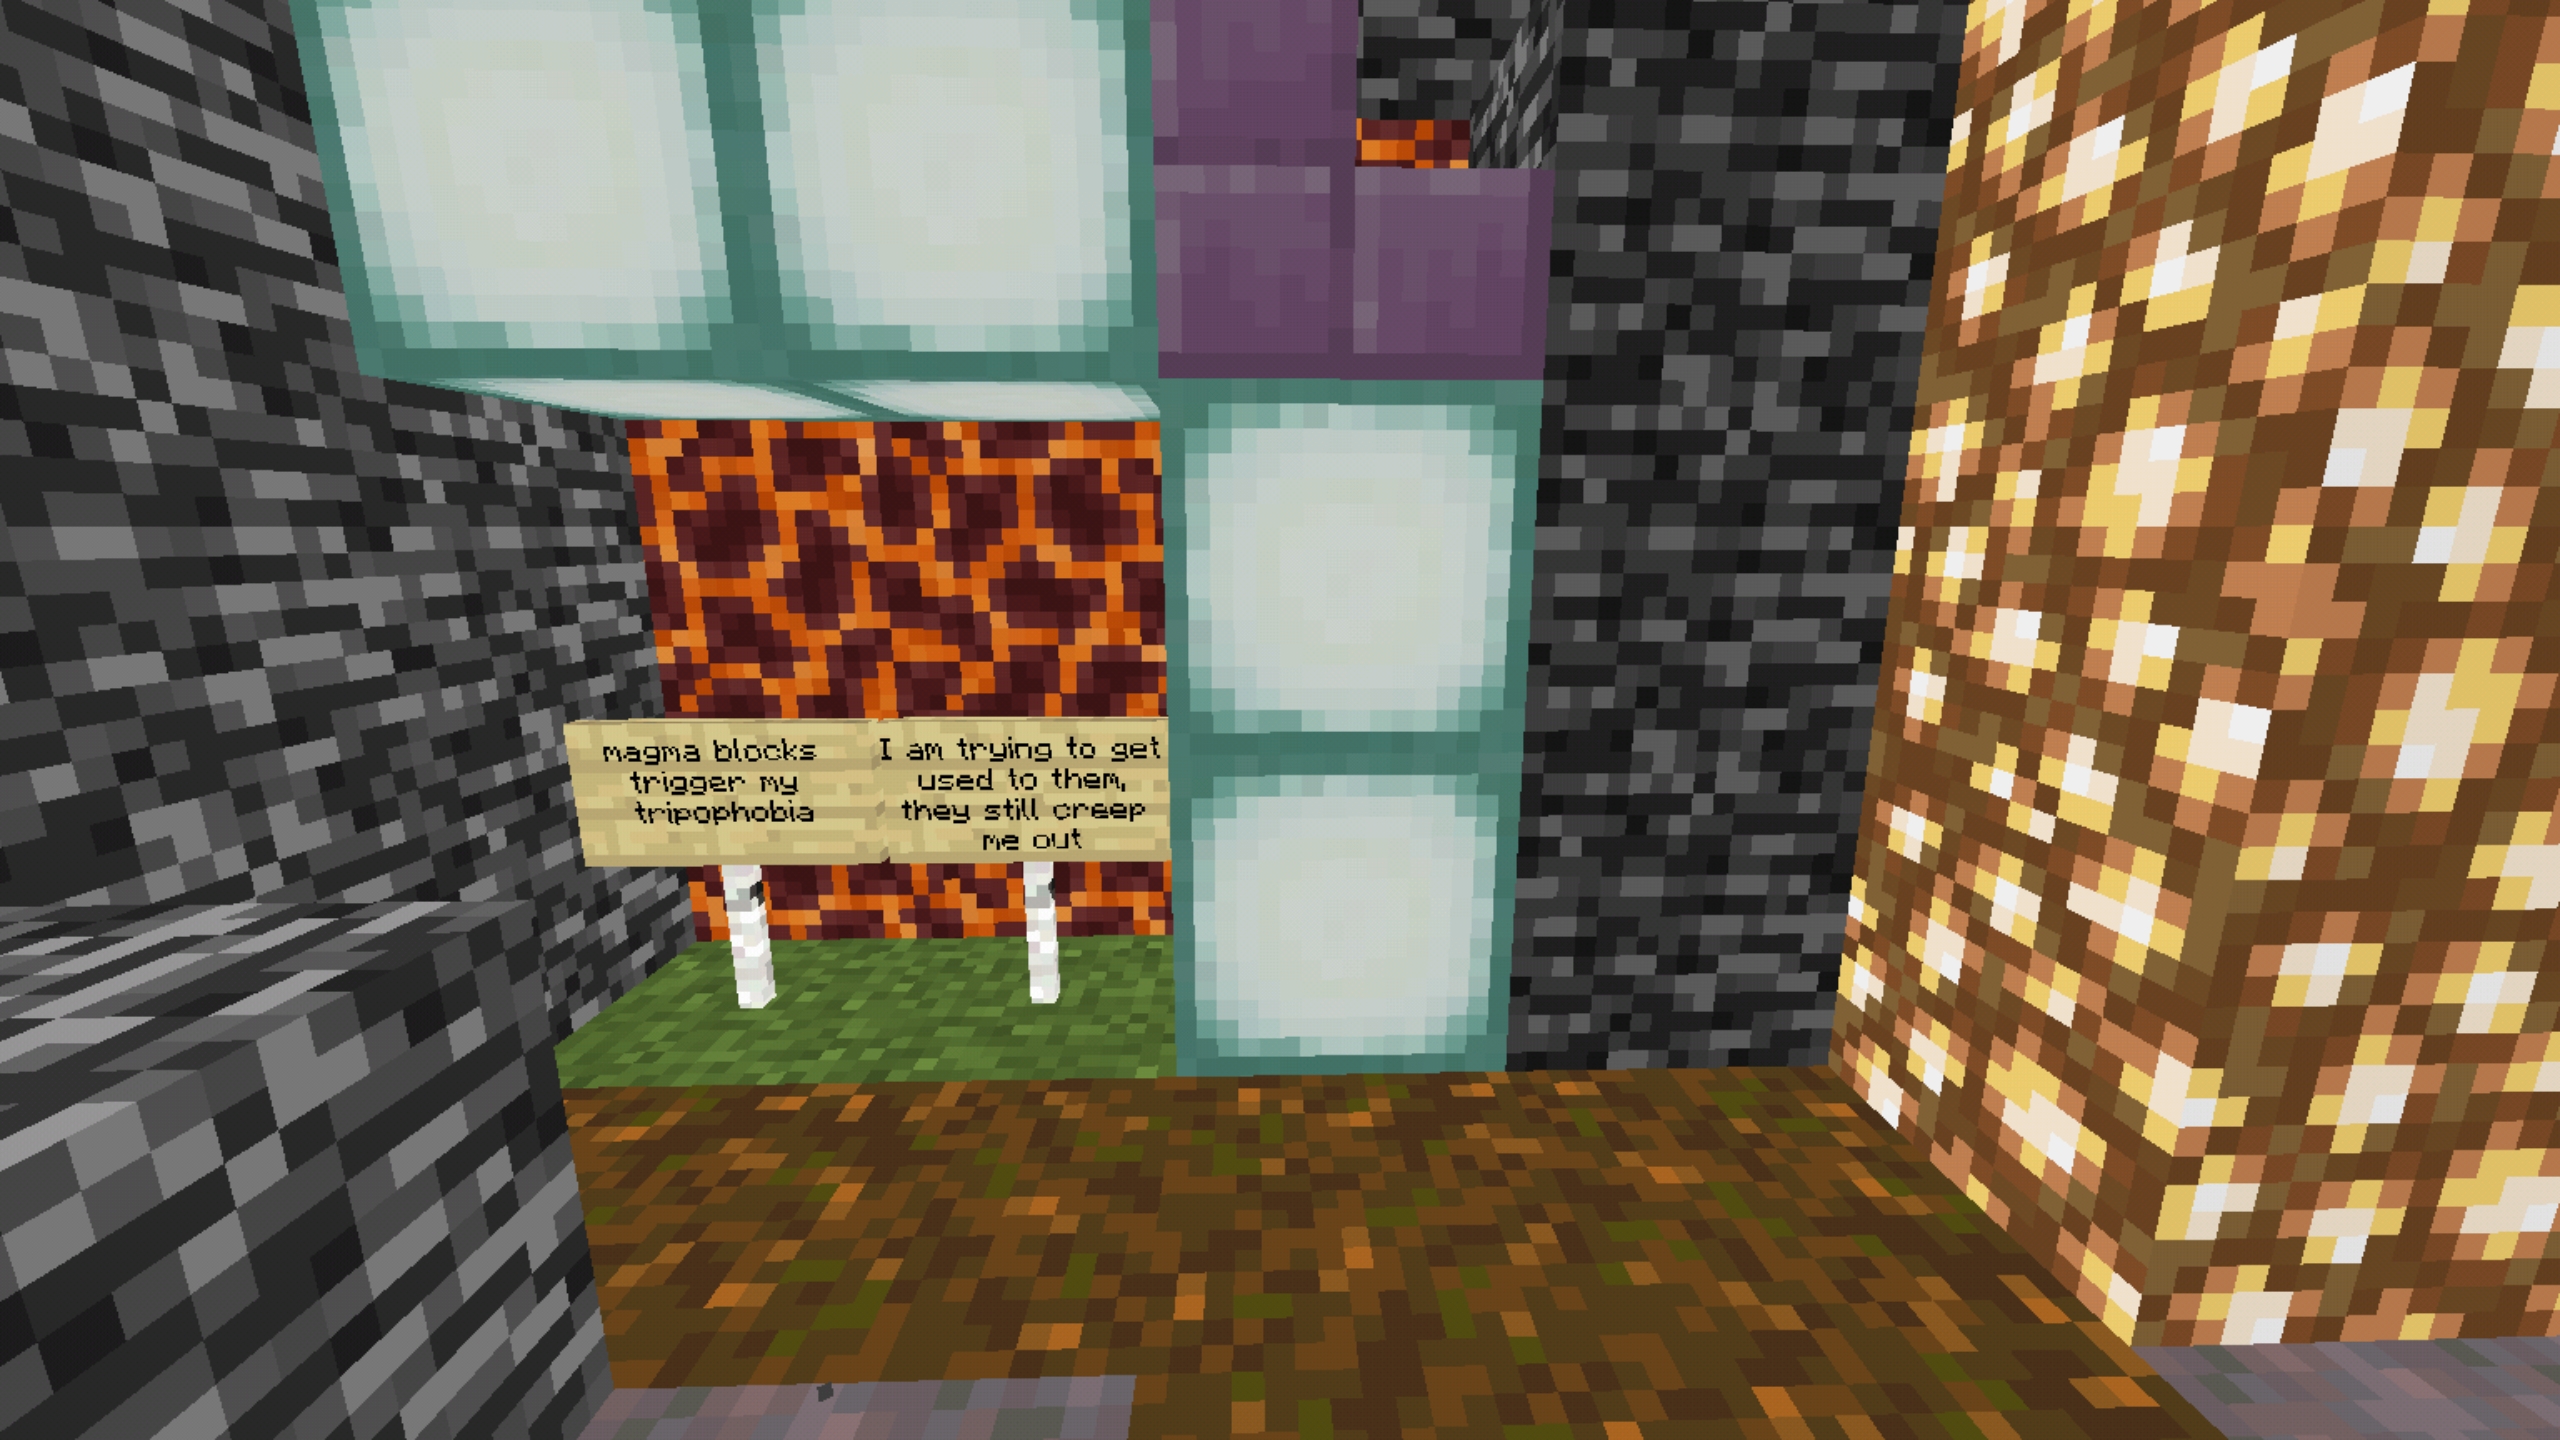 magma blocks
trigger my
tripophobia
I am trying to get
used to them,
they still creep
me out